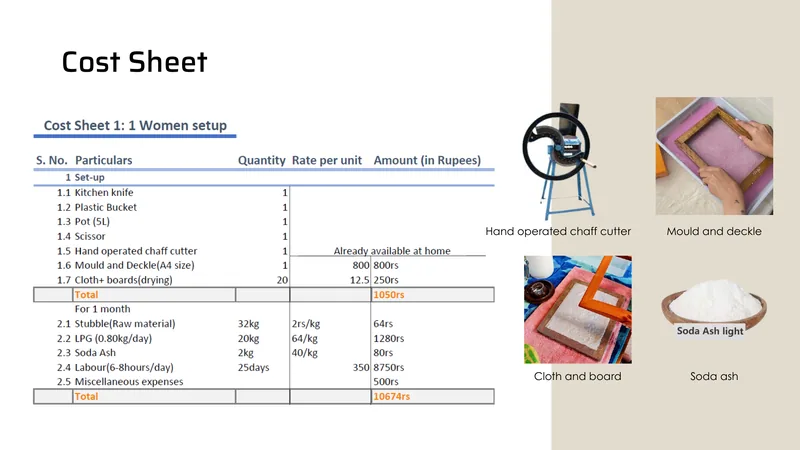 Cost Sheet
Cost Sheet 1: 1 Women setup
S. No. Particulars Quantity Rate per unit Amount (in Rupees)
1 Set-up
1.1 Kitchen knife 1
1.2 Plastic Bucket 1
1.3 Pot (5L) 1
1.4 Scissor 1
1.5 Hand operated chaff cutter 1 Already available at home
1.6 Mould and Deckle(A4 size) 1 800 800rs
1.7 Cloth+ boards(drying) 20 12.5 250rs
Total 1050rs
For 1 month
2.1 Stubble(Raw material) 32kg 2rs/kg 64rs
2.2 LPG (0.80kg/day) 20kg 64/kg 1280rs
2.3 Soda Ash 2kg 40/kg 80rs
2.4 Labour(6-8hours/day) 25days 350 8750rs
2.5 Miscellaneous expenses 500rs
Total 10674rs
Hand operated chaff cutter
Mould and deckle
Cloth and board
Soda Ash light
Soda ash